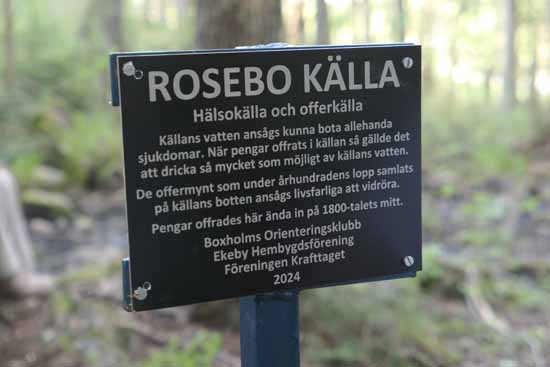 ROSEBO KÄLLA
Hälsokälla och offerkälla
Källans vatten ansågs kunna bota allehanda
sjukdomar. När pengar offrats i källan så gällde det
att dricka så mycket som möjligt av källans vatten.
De offermynt som under århundradens lopp samlats
på källans botten ansågs livsfarliga att vidröra.
Pengar offrades här ända in på 1800-talets mitt.
Boxholms Orienteringsklubb
Ekeby Hembygdsförening
Föreningen Krafttaget
2024